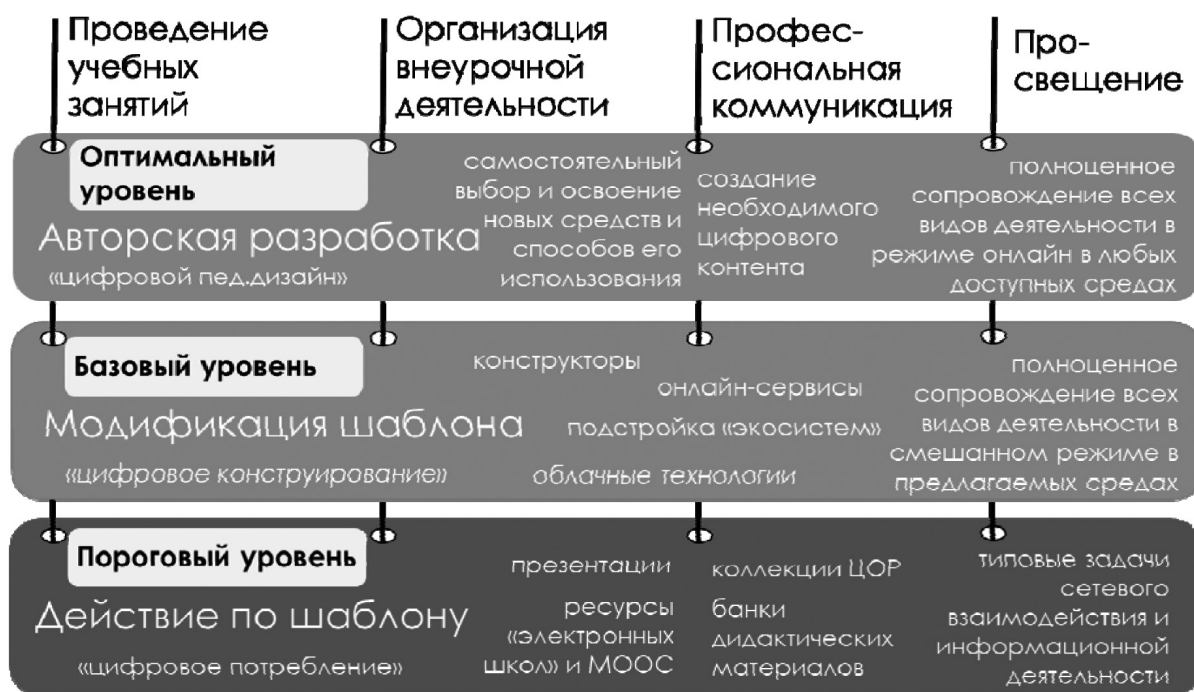 Проведение
учебных
занятий
Организация
внеурочной
деятельности
Профес-
сиональная
коммуникация
Про-
свещение
Оптимальный
уровень
Авторская разработка
«цифровой пед.дизайн»
самостоятельный
выбор и освоение
новых средств и
способов его
использования
создание
необходимого
цифрового
контента
полноценное
сопровождение всех
видов деятельности в
режиме онлайн в любых
доступных средах
Базовый уровень
Модификация шаблона
«цифровое конструирование»
конструкторы
онлайн-сервисы
подстройка «экосистем»
облачные технологии
полноценное
сопровождение всех
видов деятельности в
смешанном режиме в
предлагаемых средах
Пороговый уровень
Действие по шаблону
«цифровое потребление»
презентации
ресурсы
«электронных
школ» и МООС
коллекции ЦОР
банки
дидактических
материалов
типовые задачи
сетевого
взаимодействия и
информационной
деятельности